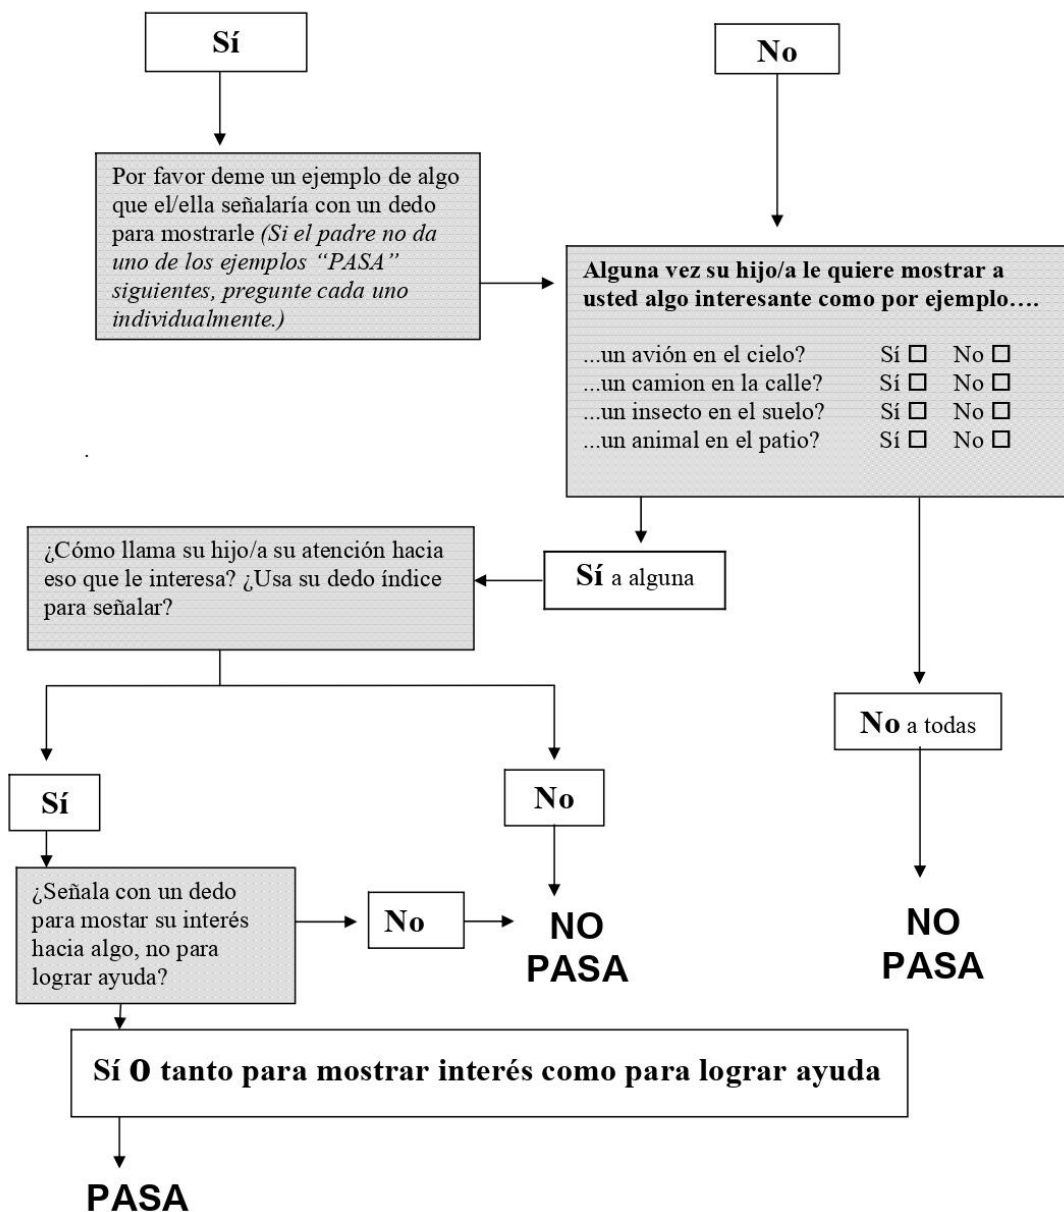 Sí
No
Por favor deme un ejemplo de algo
que el/ella señalaría con un dedo
para mostrarle (Si el padre no da
uno de los ejemplos “PASA”
siguientes, pregunte cada uno
individualmente.)
Alguna vez su hijo/a le quiere mostrar a
usted algo interesante como por ejemplo….
...un avión en el cielo? Sí ☐ No ☐
...un camion en la calle? Sí ☐ No ☐
...un insecto en el suelo? Sí ☐ No ☐
...un animal en el patio? Sí ☐ No ☐
.
¿Cómo llama su hijo/a su atención hacia
eso que le interesa? ¿Usa su dedo índice
para señalar?
Sí a alguna
No a todas
Sí
No
¿Señala con un dedo
para mostar su interés
hacia algo, no para
lograr ayuda?
No
NO
PASA
NO
PASA
Sí o tanto para mostrar interés como para lograr ayuda
PASA